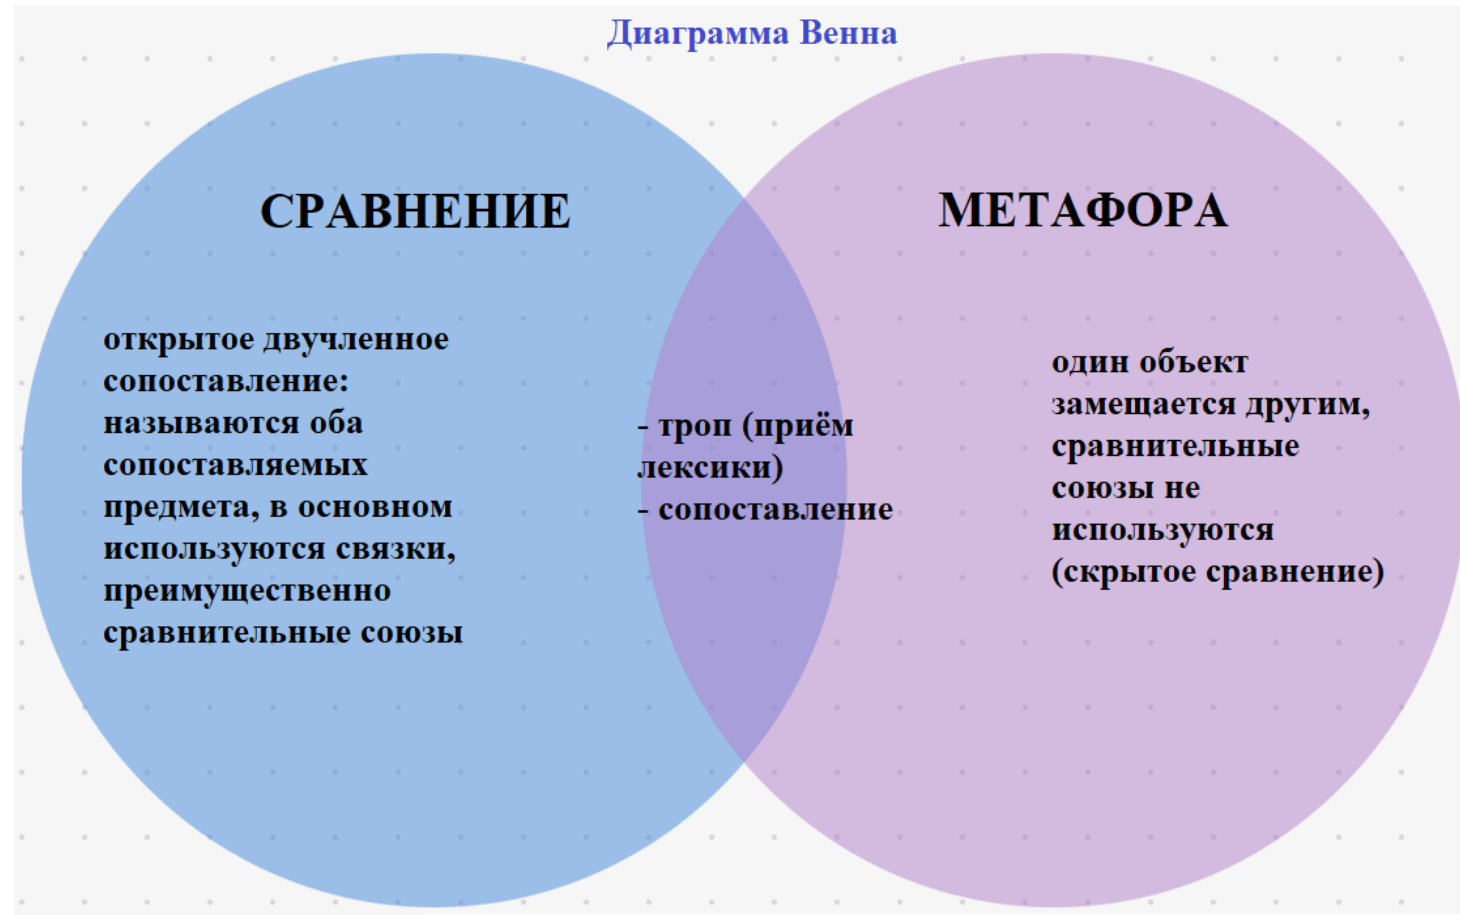 Диаграмма Венна
СРАВНЕНИЕ
открытое двучленное
сопоставление:
называются оба
сопоставляемых
предмета, в основном
используются связки,
преимущественно
сравнительные союзы
- троп (приём
лексики)
- сопоставление
МЕТАФОРА
один объект
замещается другим,
сравнительные
союзы не
используются
(скрытое сравнение)